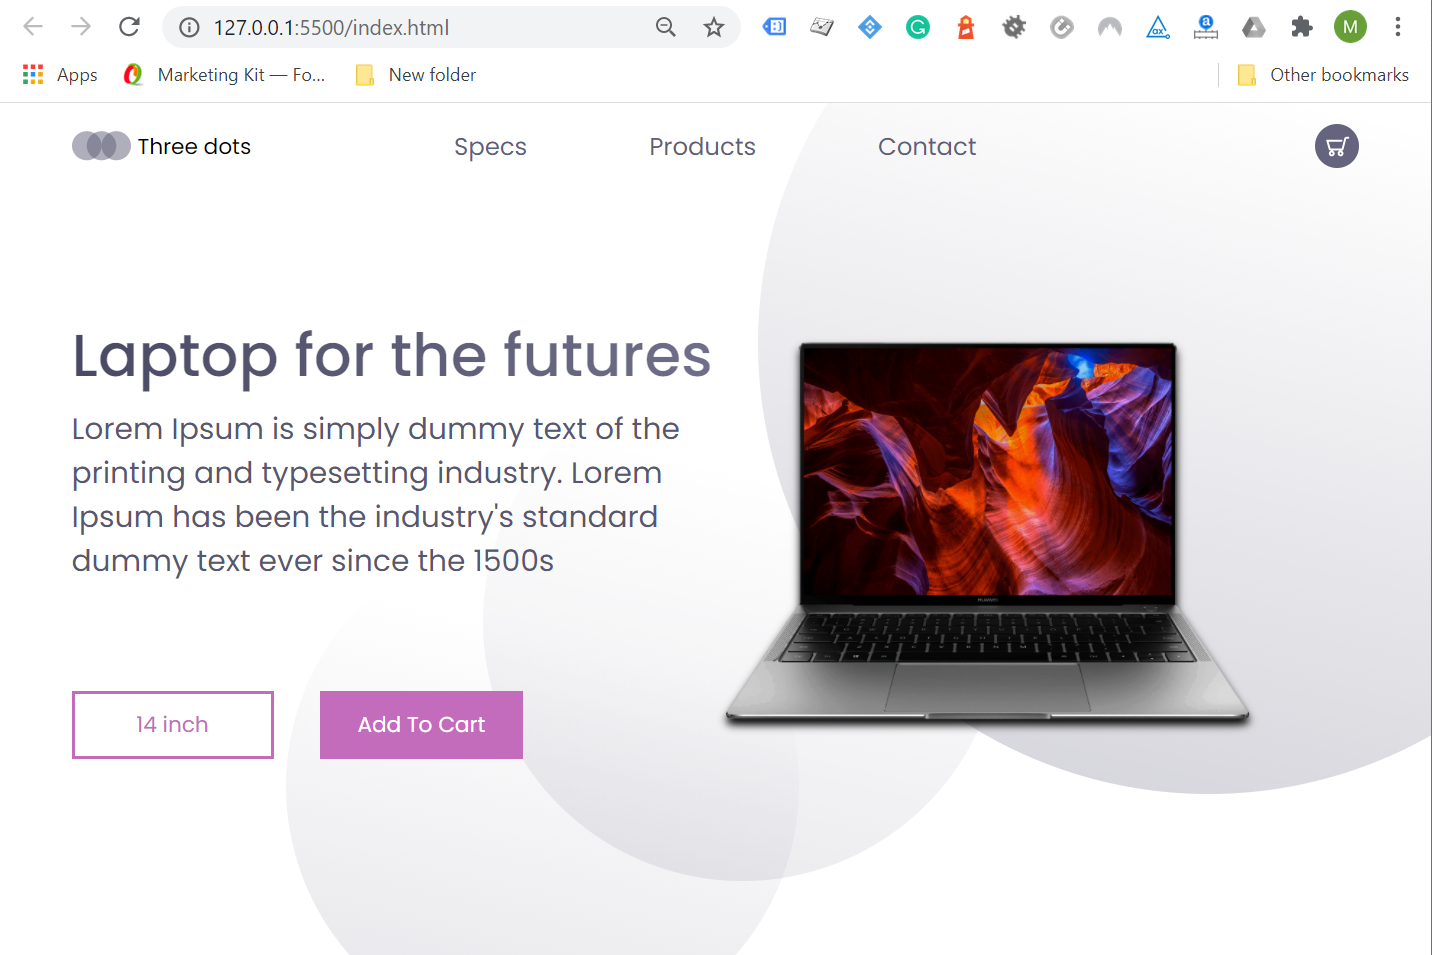 127.0.0.1:5500/index.html
M
Apps
Marketing Kit — Fo...
New folder
Other bookmarks
Three dots
Specs
Products
Contact
Laptop for the futures
Lorem Ipsum is simply dummy text of the
printing and typesetting industry. Lorem
Ipsum has been the industry's standard
dummy text ever since the 1500s
HUAWEI
14 inch
Add To Cart